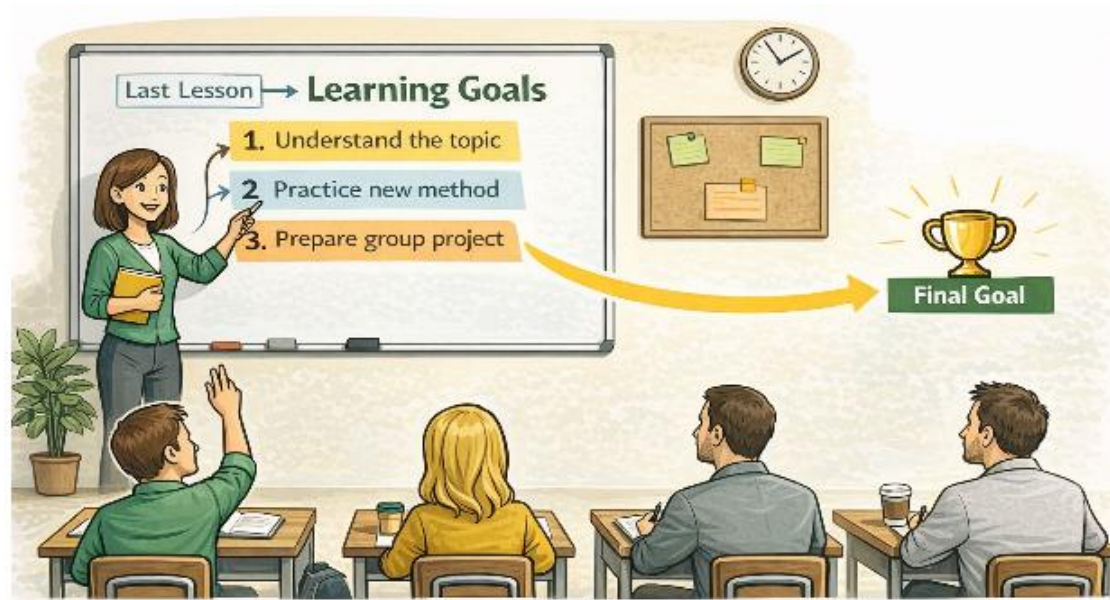 Last Lesson
Learning Goals
1. Understand the topic
2 Practice new method
3. Prepare group project
Final Goal